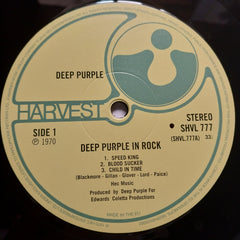 DEEP PURPLE
HARVEST
SIDE 1
Ⓟ 1970
STEREO
SHVL 777
(SHVL.777A) 33⅓
DEEP PURPLE IN ROCK
1. SPEED KING
2. BLOOD SUCKER
3. CHILD IN TIME
(Blackmore - Gillan - Glover - Lord - Paice)
Hec Music
Produced by Deep Purple For
Edwards Coletta Productions
MADE IN THE EU